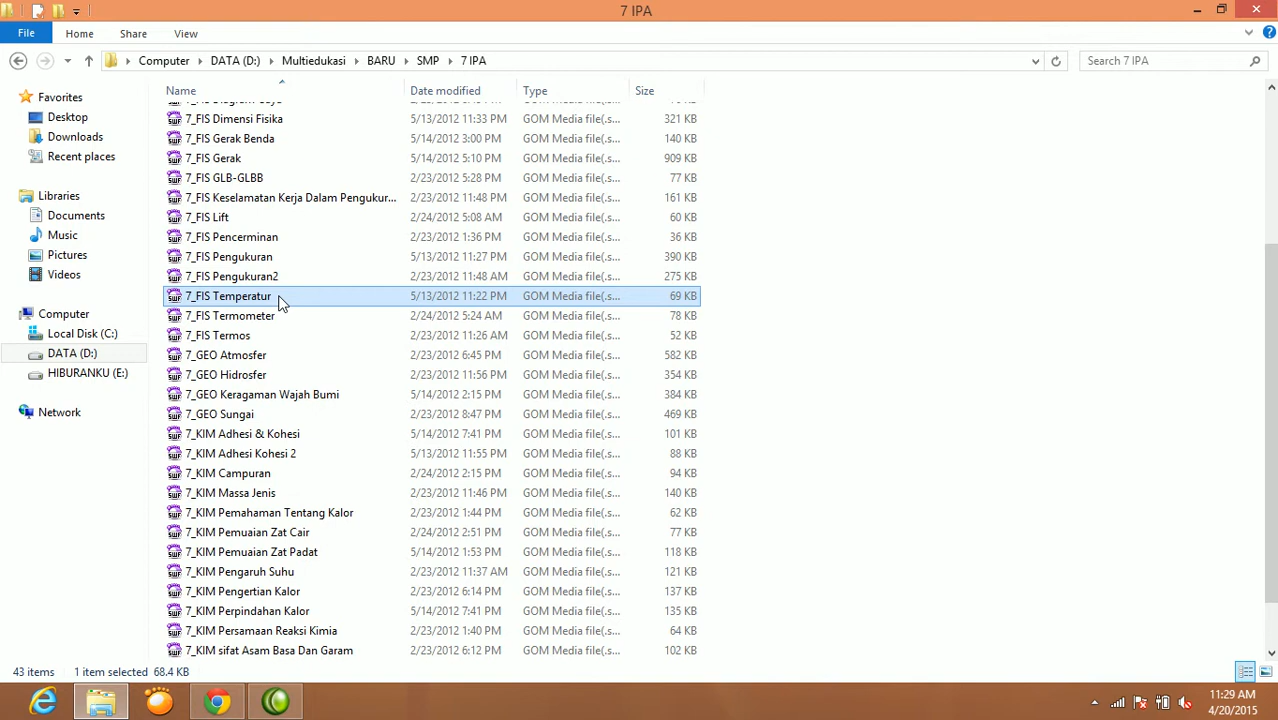 7 IPA
File Home Share View
Computer DATA (D:) Multiedukasi BARU SMP 7 IPA Search 7 IPA
Name Date modified Type Size
Favorites
Desktop
Downloads
Recent places
Libraries
Documents
Music
Pictures
Videos
Computer
Local Disk (C:)
DATA (D:)
HIBURANKU (E:)
Network
7_FIS Dimensi Fisika 5/13/2012 11:33 PM GOM Media file(.s... 321 KB
7_FIS Gerak Benda 5/14/2012 3:00 PM GOM Media file(.s... 140 KB
7_FIS Gerak 5/14/2012 5:10 PM GOM Media file(.s... 909 KB
7_FIS GLB-GLBB 2/23/2012 5:28 PM GOM Media file(.s... 77 KB
7_FIS Keselamatan Kerja Dalam Pengukur... 2/23/2012 11:48 PM GOM Media file(.s... 161 KB
7_FIS Lift 2/24/2012 5:08 AM GOM Media file(.s... 60 KB
7_FIS Pencerminan 2/23/2012 1:36 PM GOM Media file(.s... 36 KB
7_FIS Pengukuran 5/13/2012 11:27 PM GOM Media file(.s... 390 KB
7_FIS Pengukuran2 2/23/2012 11:48 AM GOM Media file(.s... 275 KB
7_FIS Temperatur 5/13/2012 11:22 PM GOM Media file(.s... 69 KB
7_FIS Termometer 2/24/2012 5:24 AM GOM Media file(.s... 78 KB
7_FIS Termos 2/23/2012 11:26 AM GOM Media file(.s... 52 KB
7_GEO Atmosfer 2/23/2012 6:45 PM GOM Media file(.s... 582 KB
7_GEO Hidrosfer 2/23/2012 11:56 PM GOM Media file(.s... 354 KB
7_GEO Keragaman Wajah Bumi 5/14/2012 2:15 PM GOM Media file(.s... 384 KB
7_GEO Sungai 2/23/2012 8:47 PM GOM Media file(.s... 469 KB
7_KIM Adhesi & Kohesi 5/14/2012 7:41 PM GOM Media file(.s... 101 KB
7_KIM Adhesi Kohesi 2 5/13/2012 11:55 PM GOM Media file(.s... 88 KB
7_KIM Campuran 2/24/2012 2:15 PM GOM Media file(.s... 94 KB
7_KIM Massa Jenis 2/23/2012 11:46 PM GOM Media file(.s... 140 KB
7_KIM Pemahaman Tentang Kalor 2/23/2012 1:44 PM GOM Media file(.s... 62 KB
7_KIM Pemuaian Zat Cair 2/24/2012 2:51 PM GOM Media file(.s... 77 KB
7_KIM Pemuaian Zat Padat 5/14/2012 1:53 PM GOM Media file(.s... 118 KB
7_KIM Pengaruh Suhu 2/23/2012 11:37 AM GOM Media file(.s... 121 KB
7_KIM Pengertian Kalor 2/23/2012 6:14 PM GOM Media file(.s... 137 KB
7_KIM Perpindahan Kalor 5/14/2012 7:41 PM GOM Media file(.s... 135 KB
7_KIM Persamaan Reaksi Kimia 2/23/2012 1:40 PM GOM Media file(.s... 64 KB
7_KIM sifat Asam Basa Dan Garam 2/23/2012 6:12 PM GOM Media file(.s... 102 KB
43 items 1 item selected 68.4 KB
11:29 AM
4/20/2015